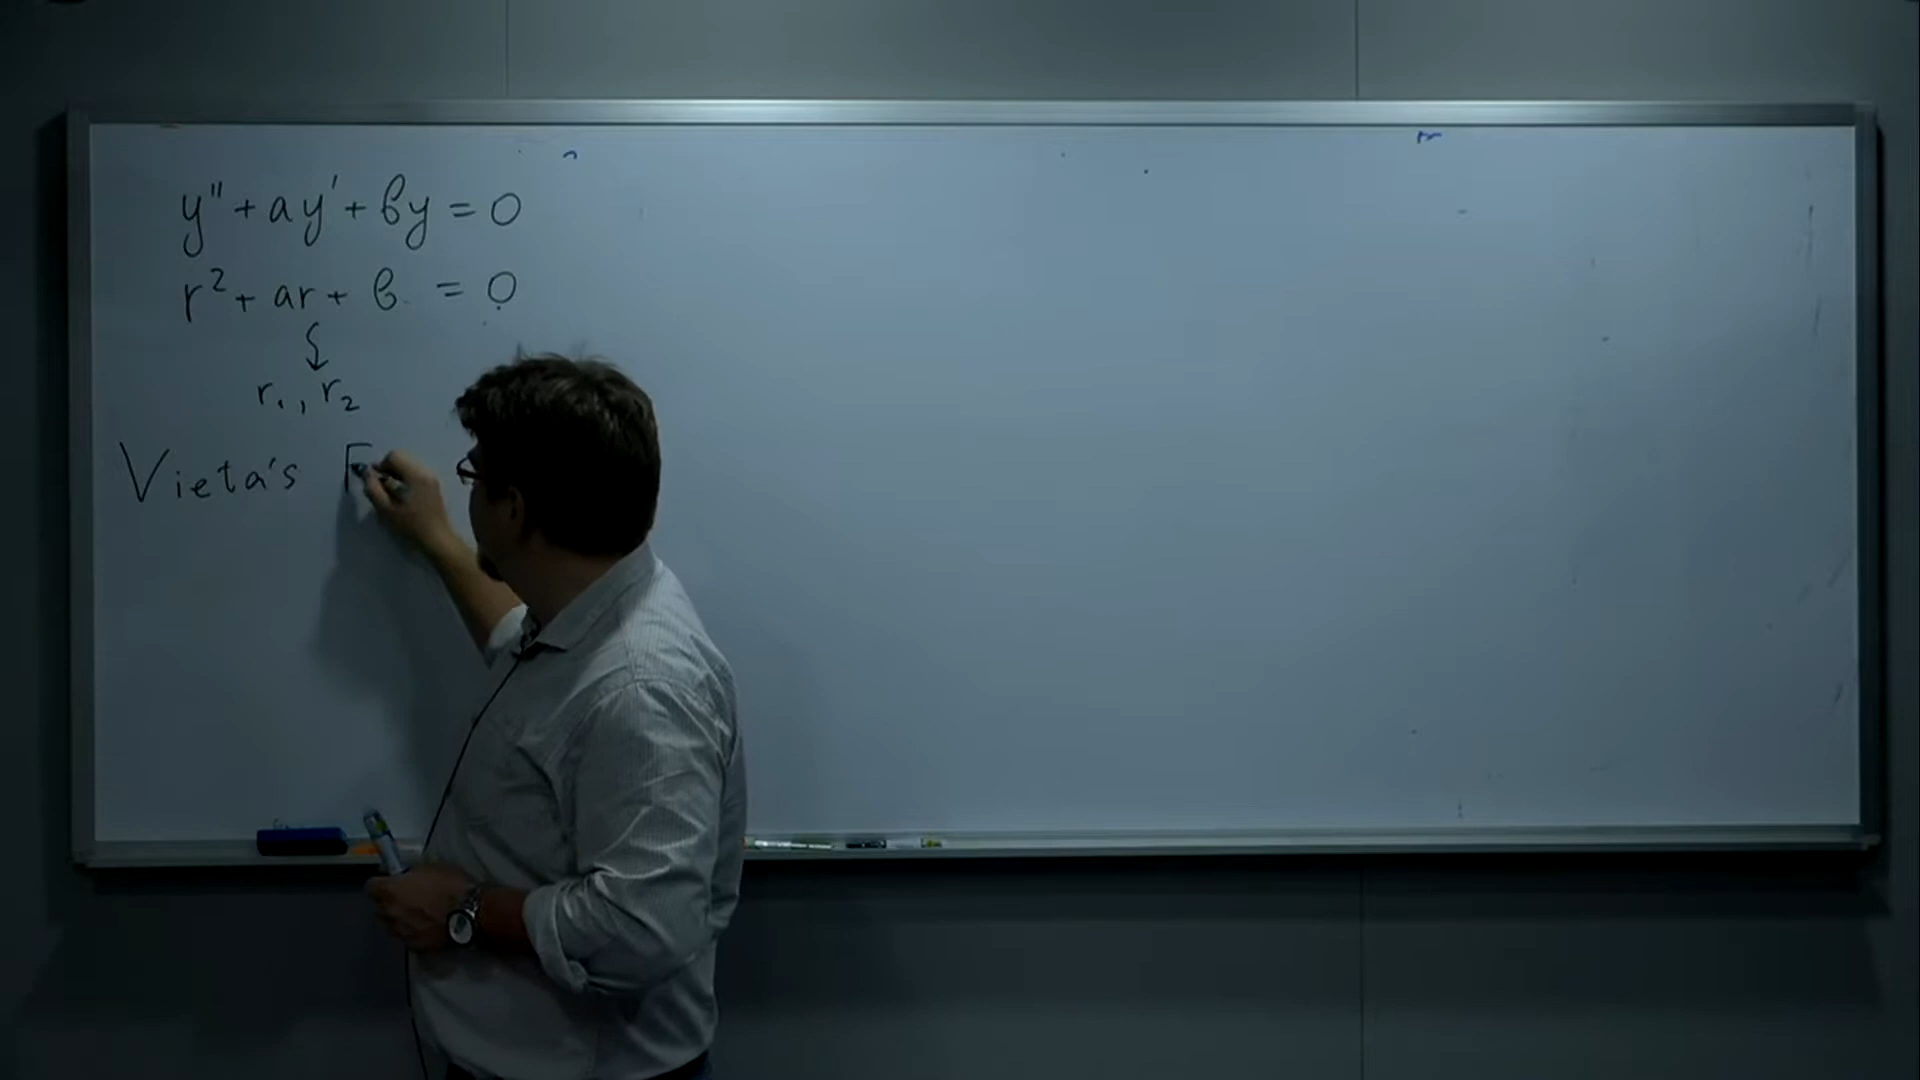 y'' + ay' + by = 0
r² + ar + b = 0
r₁, r₂
Vieta's F